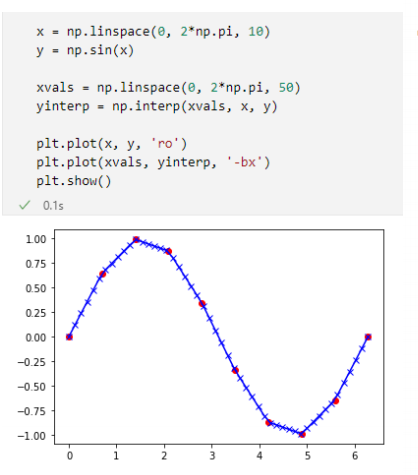 x = np.linspace(0, 2*np.pi, 10)
y = np.sin(x)
xvals = np.linspace(0, 2*np.pi, 50)
yinterp = np.interp(xvals, x, y)
plt.plot(x, y, 'ro')
plt.plot(xvals, yinterp, '-bx')
plt.show()
✓ 0.1s
1.00
0.75
0.50
0.25
0.00
−0.25
−0.50
−0.75
−1.00
0 1 2 3 4 5 6